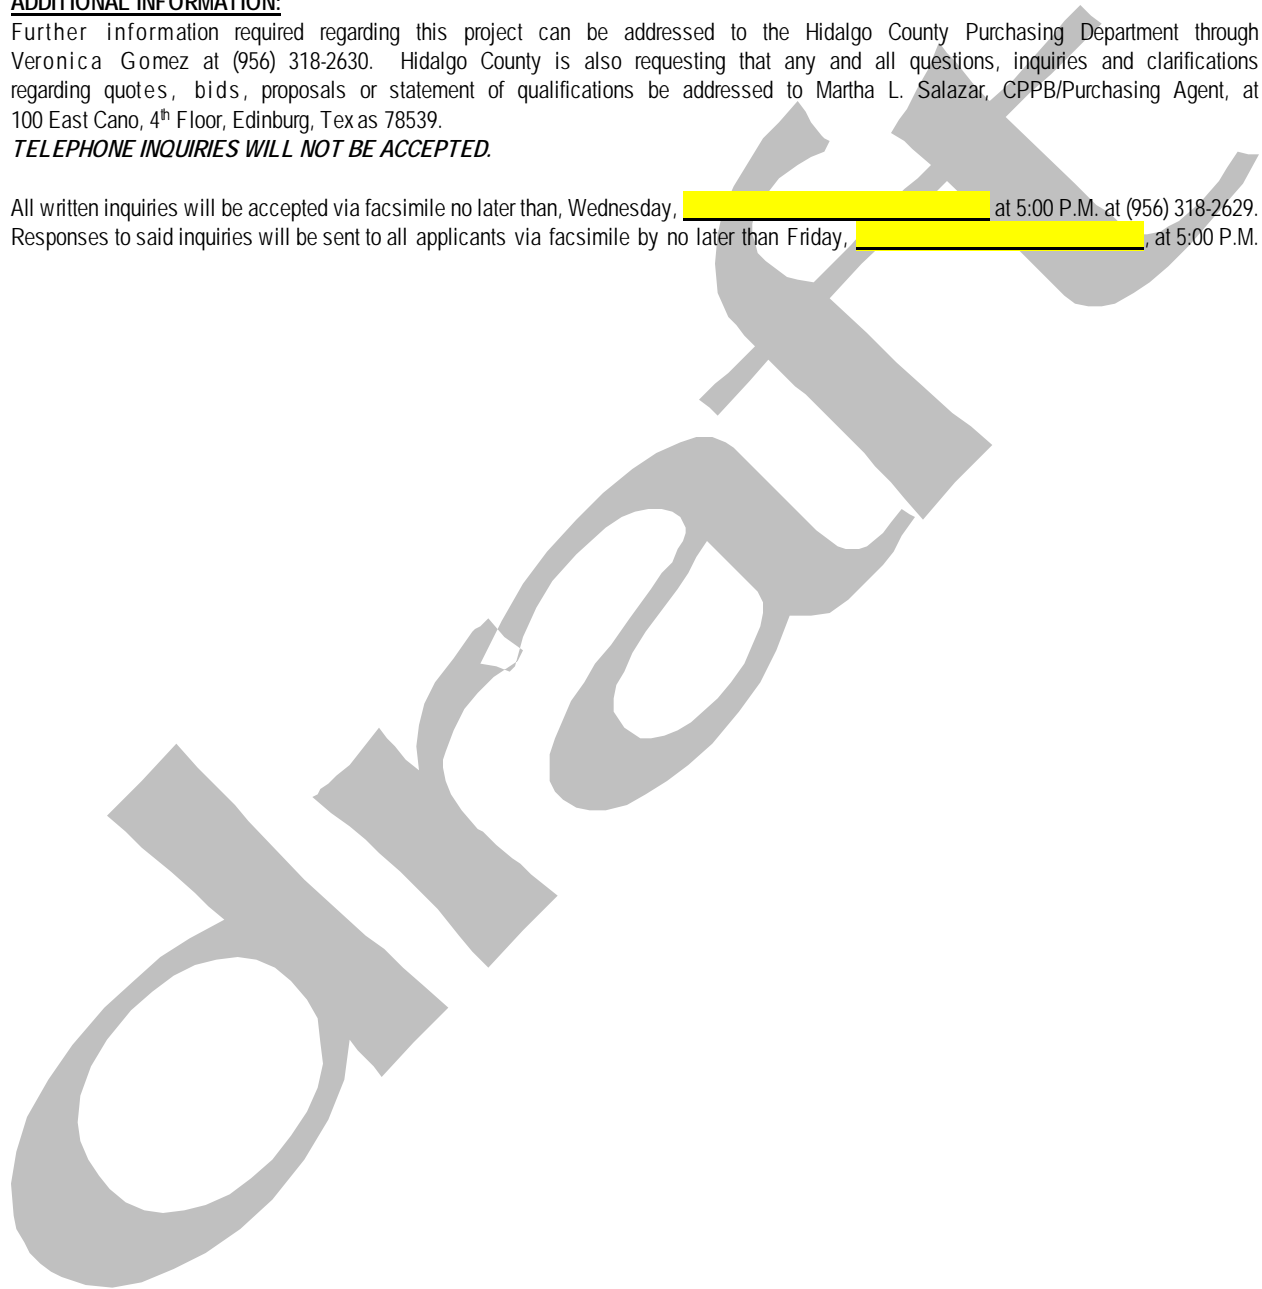 ADDITIONAL INFORMATION:
Further information required regarding this project can be addressed to the Hidalgo County Purchasing Department through
Veronica Gomez at (956) 318-2630. Hidalgo County is also requesting that any and all questions, inquiries and clarifications
regarding quotes, bids, proposals or statement of qualifications be addressed to Martha L. Salazar, CPPB/Purchasing Agent, at
100 East Cano, 4th Floor, Edinburg, Texas 78539.
TELEPHONE INQUIRIES WILL NOT BE ACCEPTED.
All written inquiries will be accepted via facsimile no later than, Wednesday, at 5:00 P.M. at (956) 318-2629.
Responses to said inquiries will be sent to all applicants via facsimile by no later than Friday, , at 5:00 P.M.
draft